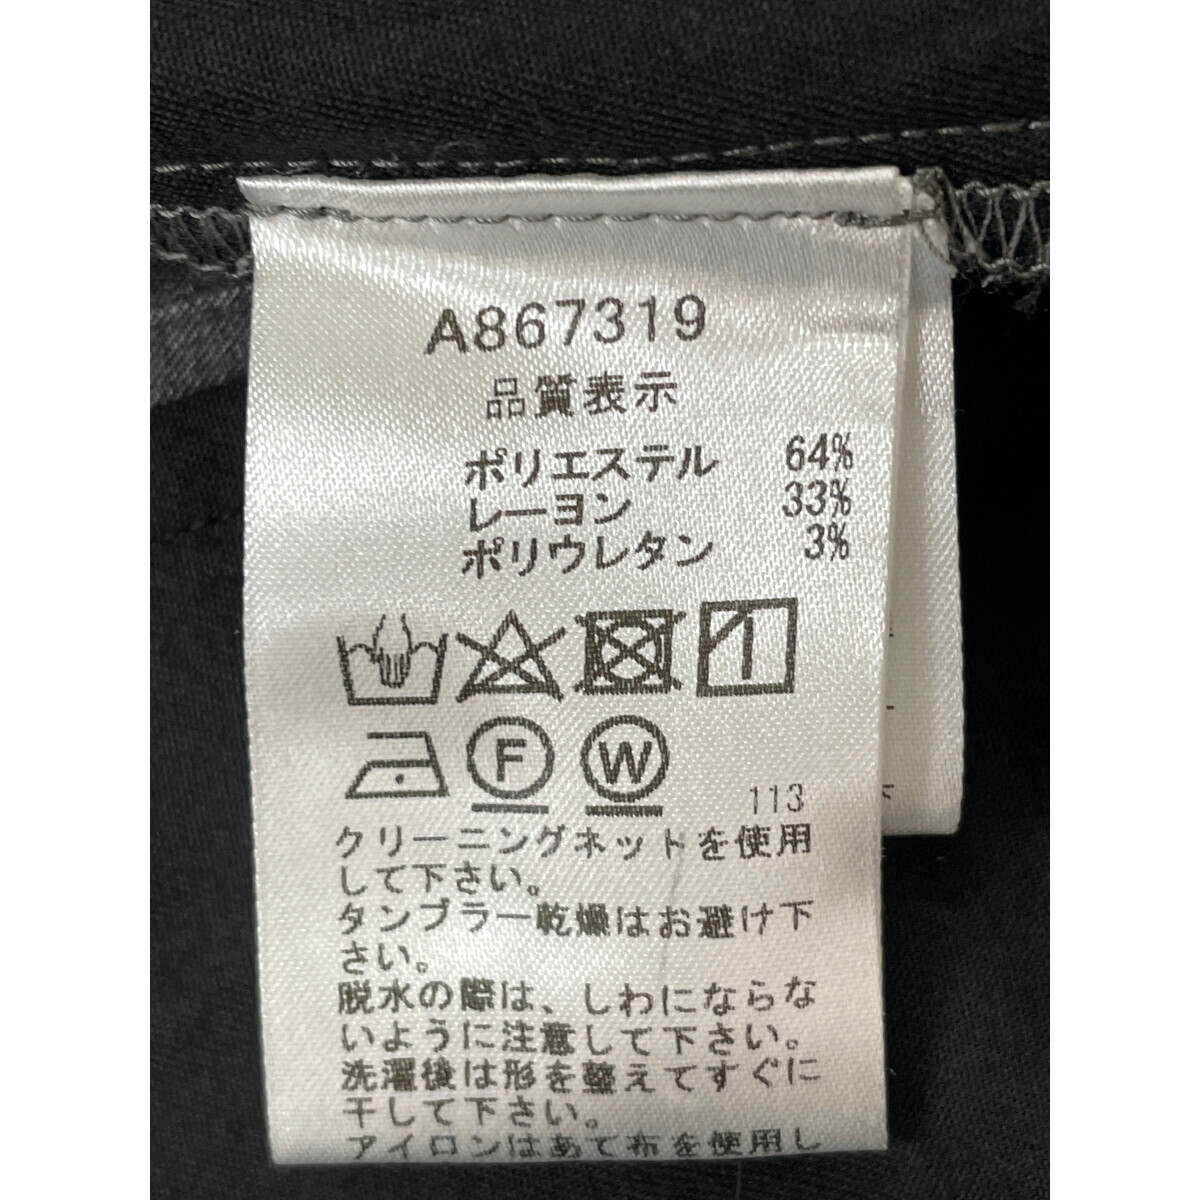 A867319
品質表示
ポリエステル 64%
レーヨン 33%
ポリウレタン 3%
F W 113
クリーニングネットを使用
して下さい。
タンブラー乾燥はお避け下
さい。
脱水の際は、しわにならな
いように注意して下さい。
洗濯後は形を整えてすぐに
干して下さい。
アイロンはあて布を使用し